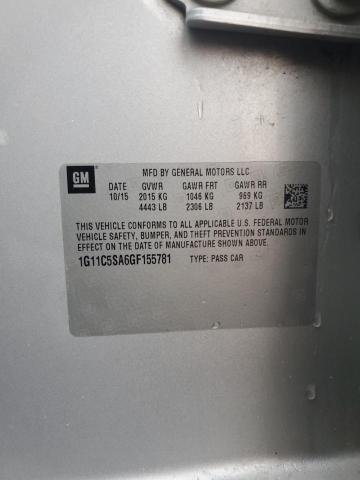 GM
MFD BY GENERAL MOTORS LLC
DATE GVWR GAWR FRT GAWR RR
10/15 2015 KG 1046 KG 969 KG
4443 LB 2306 LB 2137 LB
THIS VEHICLE CONFORMS TO ALL APPLICABLE U.S. FEDERAL MOTOR
VEHICLE SAFETY, BUMPER, AND THEFT PREVENTION STANDARDS IN
EFFECT ON THE DATE OF MANUFACTURE SHOWN ABOVE.
1G11C5SA6GF155781 TYPE: PASS CAR